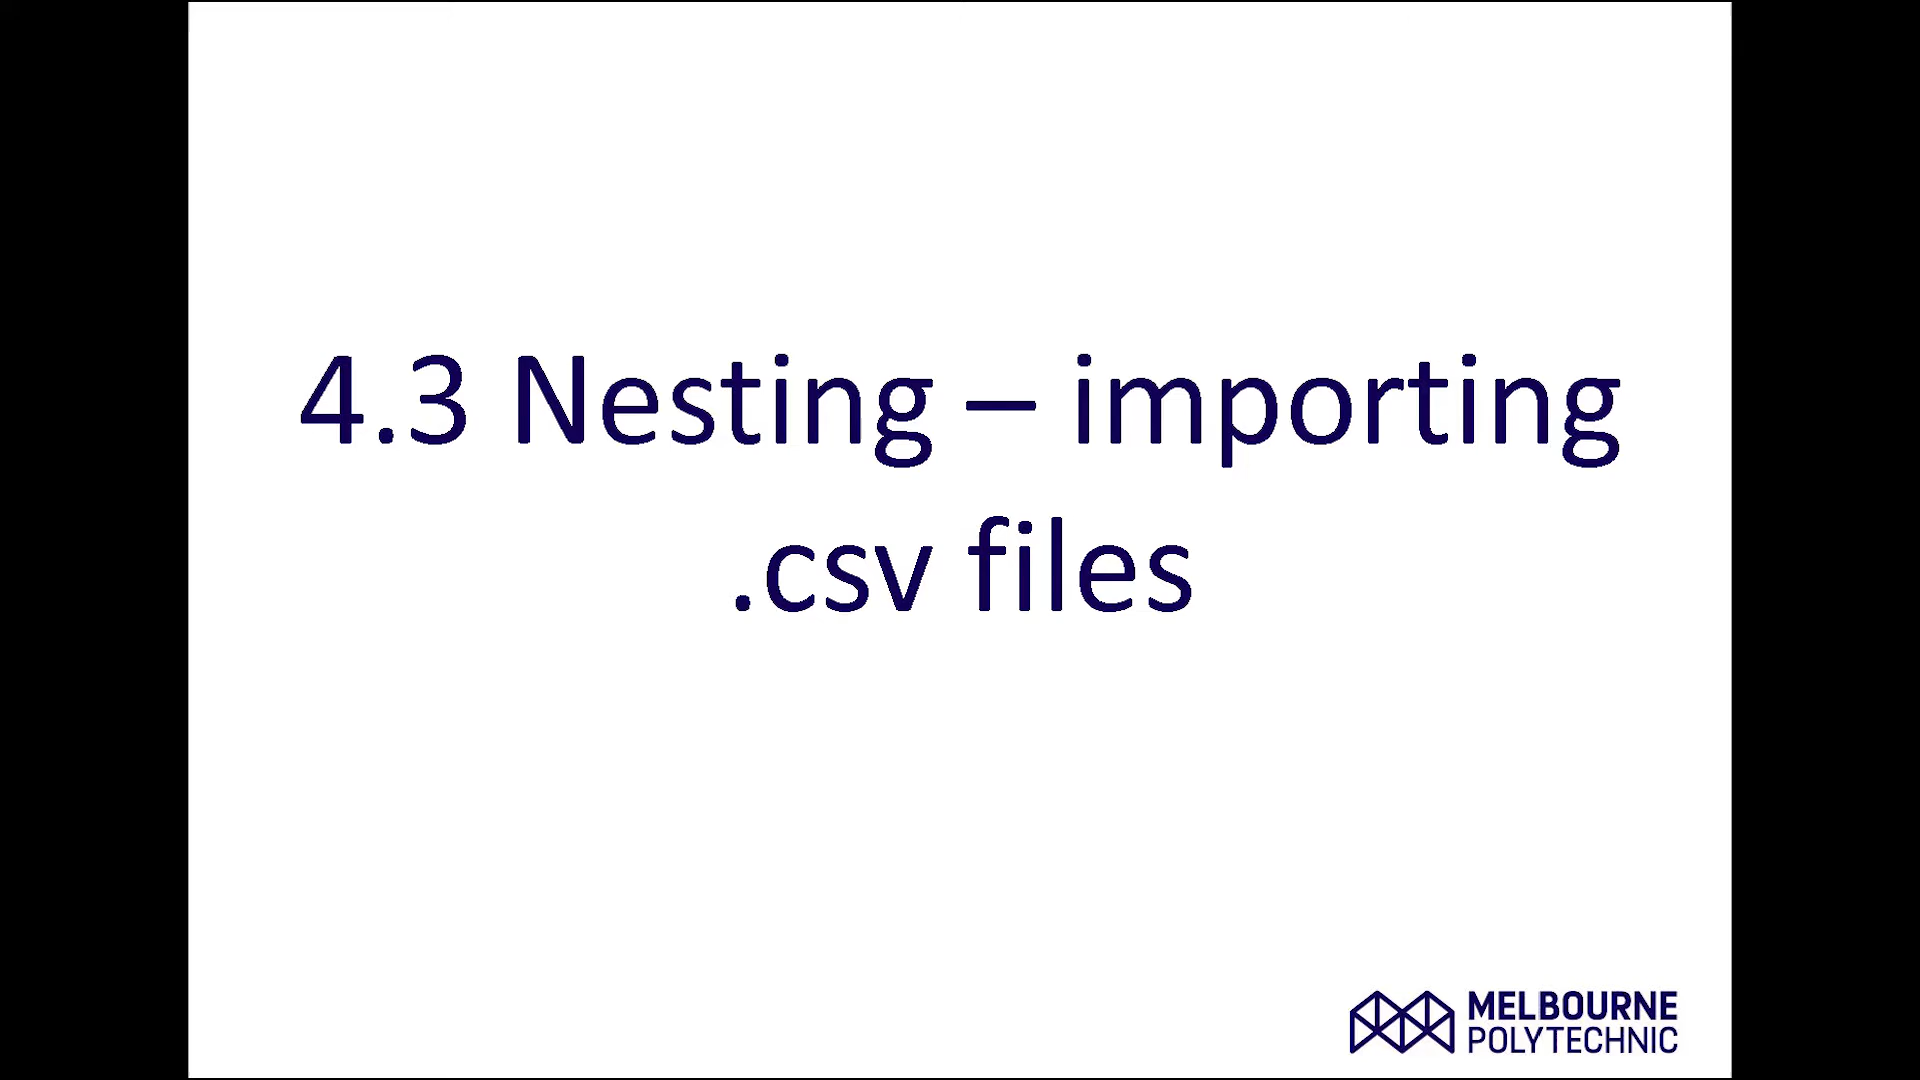 4.3 Nesting – importing
.csv files
MELBOURNE
POLYTECHNIC